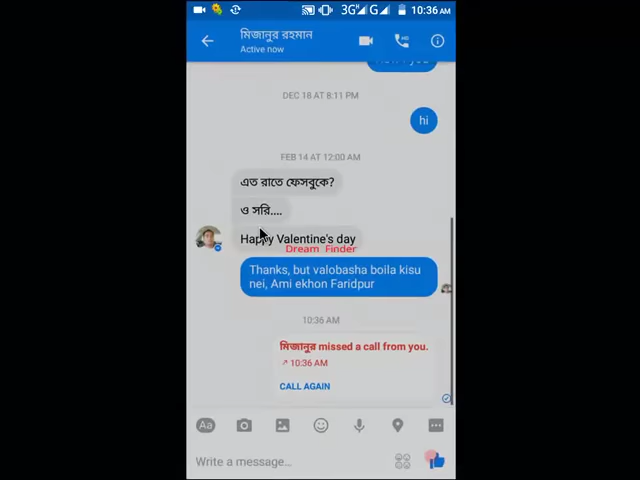 3G G 10:36 AM
মিজানুর রহমান
Active now
DEC 18 AT 8:11 PM
hi
FEB 14 AT 12:00 AM
এত রাতে ফেসবুকে?
ও সরি....
Happy Valentine's day
Dream Finder
Thanks, but valobasha boila kisu
nei, Ami ekhon Faridpur
10:36 AM
মিজানুর missed a call from you.
10:36 AM
CALL AGAIN
Aa
Write a message...